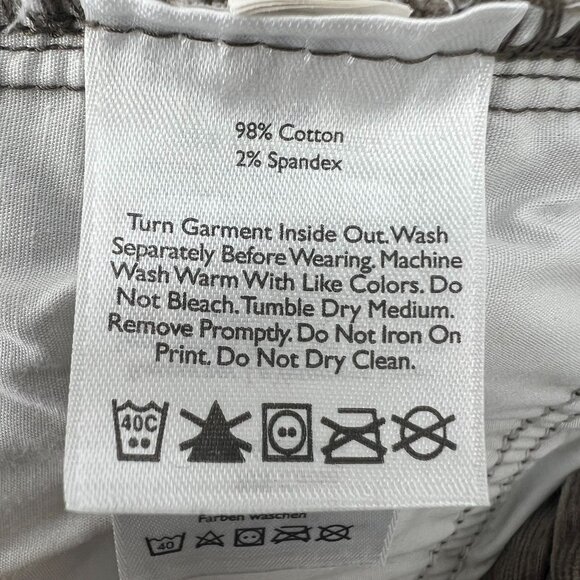 98% Cotton
2% Spandex
Turn Garment Inside Out. Wash
Separately Before Wearing. Machine
Wash Warm With Like Colors. Do
Not Bleach. Tumble Dry Medium.
Remove Promptly. Do Not Iron On
Print. Do Not Dry Clean.
40C
Farben waschen
40